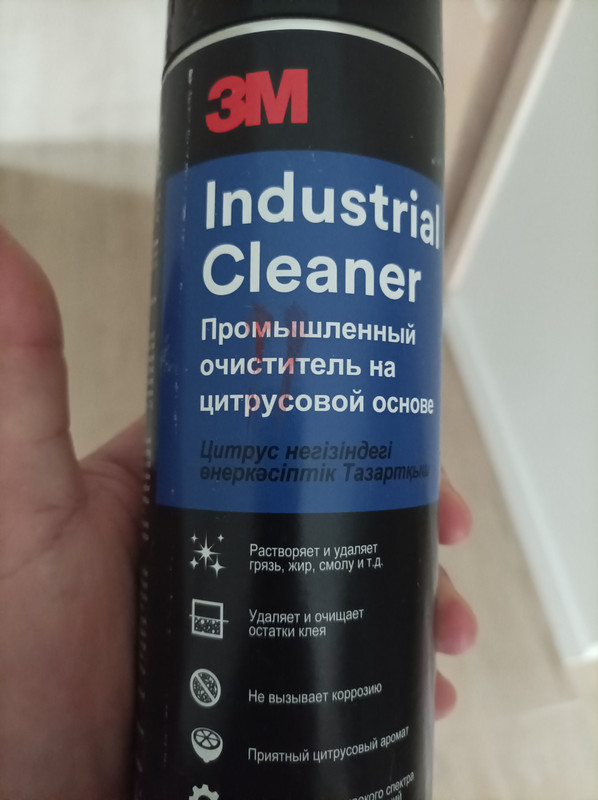 3M
Industrial
Cleaner
Промышленный
очиститель на
цитрусовой основе
Цитрус негізіндегі
өнеркәсіптік Тазартқыш
Растворяет и удаляет
грязь, жир, смолу и т.д.
Удаляет и очищает
остатки клея
Не вызывает коррозию
Приятный цитрусовый аромат
спектра